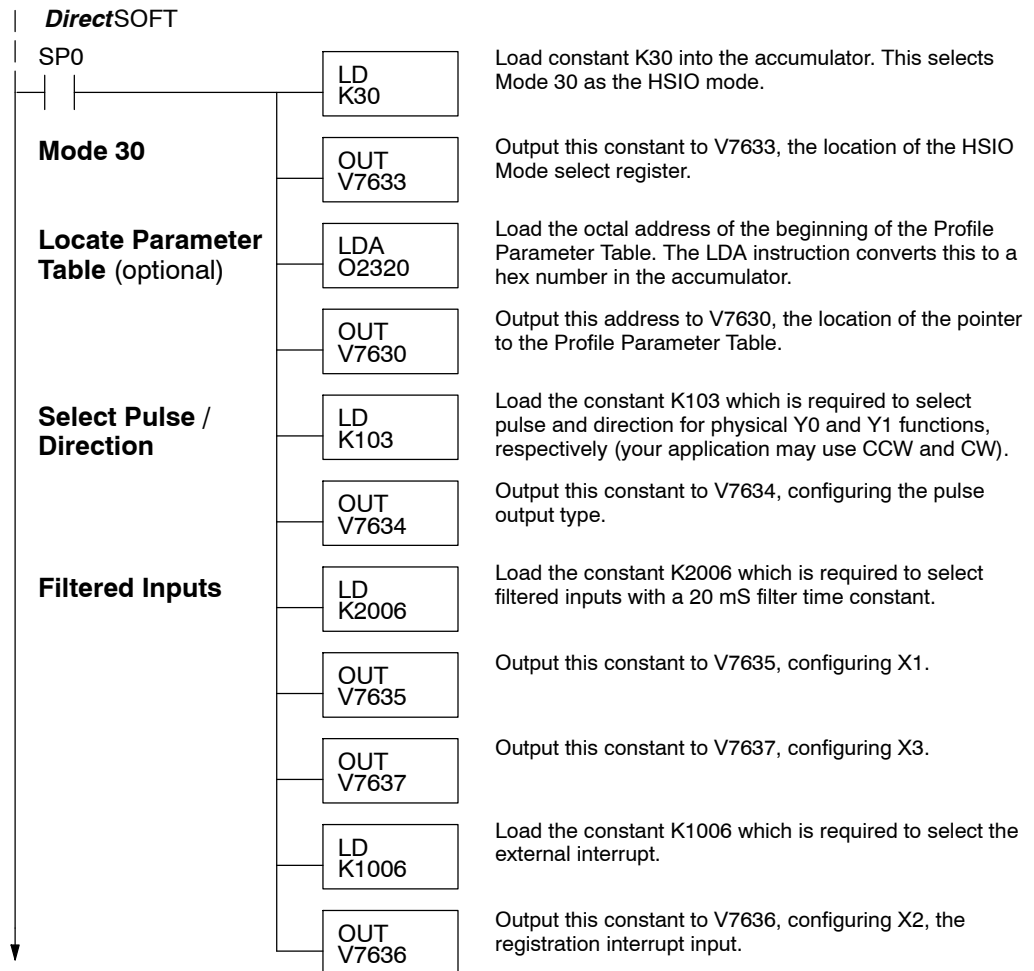 DirectSOFT
SP0
LD
K30
Load constant K30 into the accumulator. This selects
Mode 30 as the HSIO mode.
Mode 30
OUT
V7633
Output this constant to V7633, the location of the HSIO
Mode select register.
Locate Parameter
Table (optional)
LDA
O2320
Load the octal address of the beginning of the Profile
Parameter Table. The LDA instruction converts this to a
hex number in the accumulator.
OUT
V7630
Output this address to V7630, the location of the pointer
to the Profile Parameter Table.
Select Pulse /
Direction
LD
K103
Load the constant K103 which is required to select
pulse and direction for physical Y0 and Y1 functions,
respectively (your application may use CCW and CW).
OUT
V7634
Output this constant to V7634, configuring the pulse
output type.
Filtered Inputs
LD
K2006
Load the constant K2006 which is required to select
filtered inputs with a 20 mS filter time constant.
OUT
V7635
Output this constant to V7635, configuring X1.
OUT
V7637
Output this constant to V7637, configuring X3.
LD
K1006
Load the constant K1006 which is required to select the
external interrupt.
OUT
V7636
Output this constant to V7636, configuring X2, the
registration interrupt input.